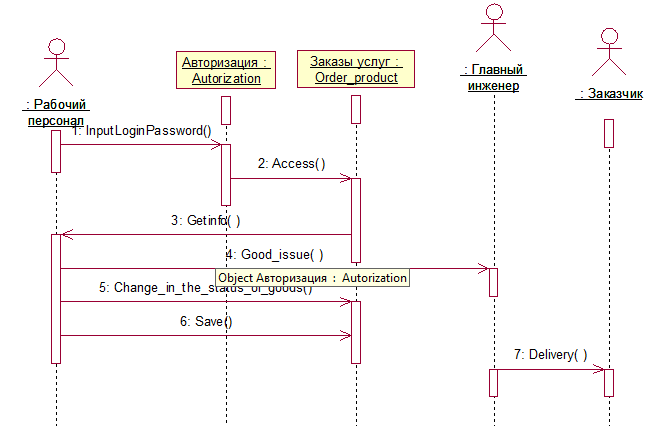 Авторизация :
Autorization
Заказы услуг :
Order_product
: Главный
инженер
: Рабочий
персонал
: Заказчик
1: InputLoginPassword()
2: Access()
3: Getinfo( )
4: Good_issue( )
Object Авторизация : Autorization
5: Change_in_the_status_of_goods()
6: Save()
7: Delivery( )